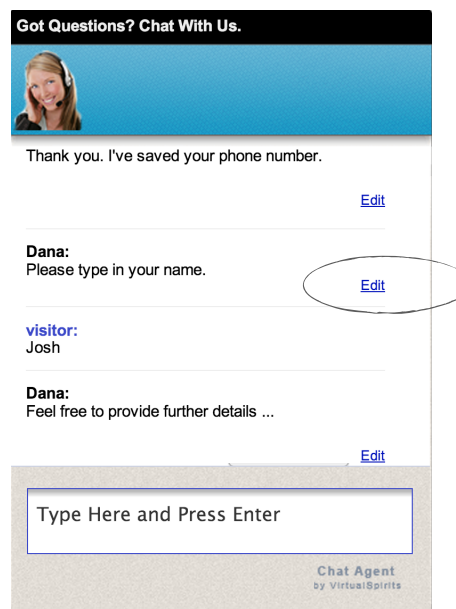 Got Questions? Chat With Us.
Thank you. I've saved your phone number.
Edit
Dana:
Please type in your name.
Edit
visitor:
Josh
Dana:
Feel free to provide further details ...
Edit
Type Here and Press Enter
Chat Agent
by VirtualSpirits